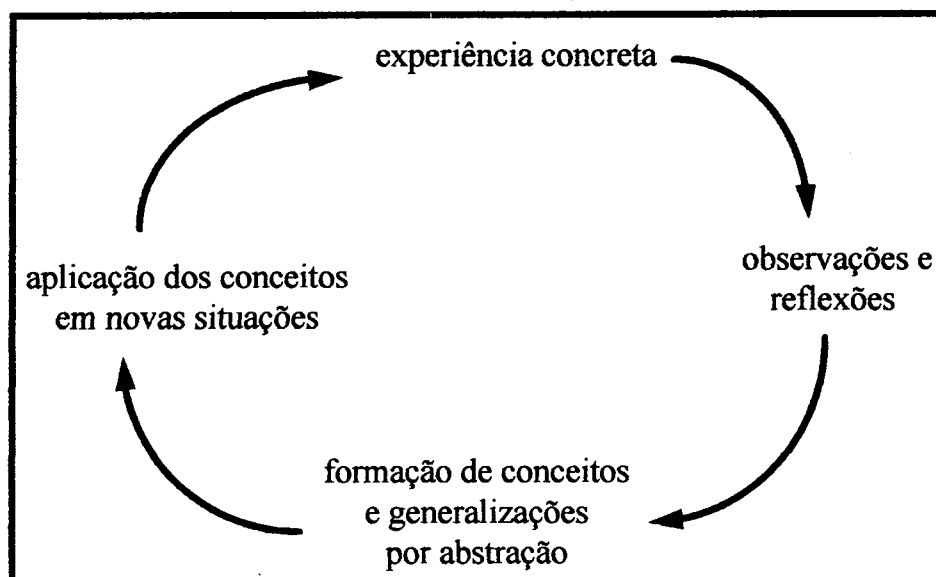 experiência concreta
observações e
reflexões
formação de conceitos
e generalizações
por abstração
aplicação dos conceitos
em novas situações